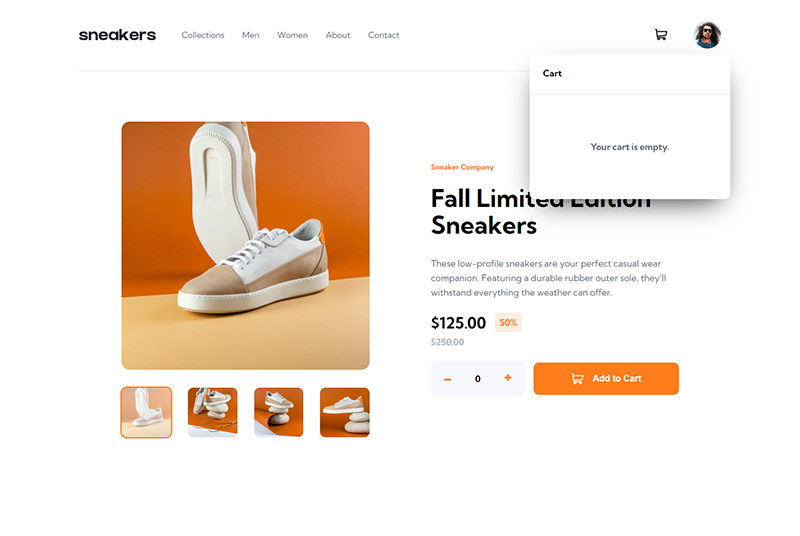 sneakers
Collections
Men
Women
About
Contact
Cart
Your cart is empty.
Sneaker Company
Fall Limited Edition
Sneakers
These low-profile sneakers are your perfect casual wear
companion. Featuring a durable rubber outer sole, they'll
withstand everything the weather can offer.
$125.00
50%
$250.00
0
Add to Cart